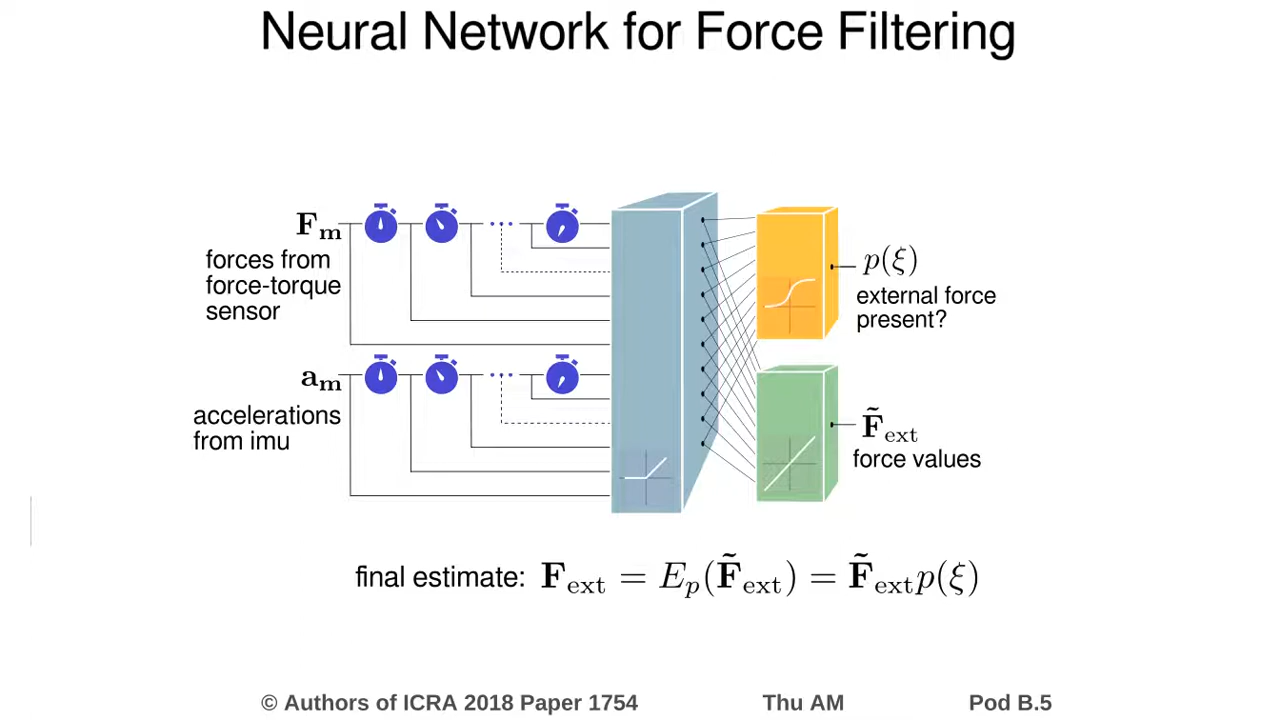 Neural Network for Force Filtering
F_m
forces from
force-torque
sensor
a_m
accelerations
from imu
p(ξ)
external force
present?
F̃_ext
force values
final estimate: F_ext = E_p(F̃_ext) = F̃_ext p(ξ)
© Authors of ICRA 2018 Paper 1754 Thu AM Pod B.5